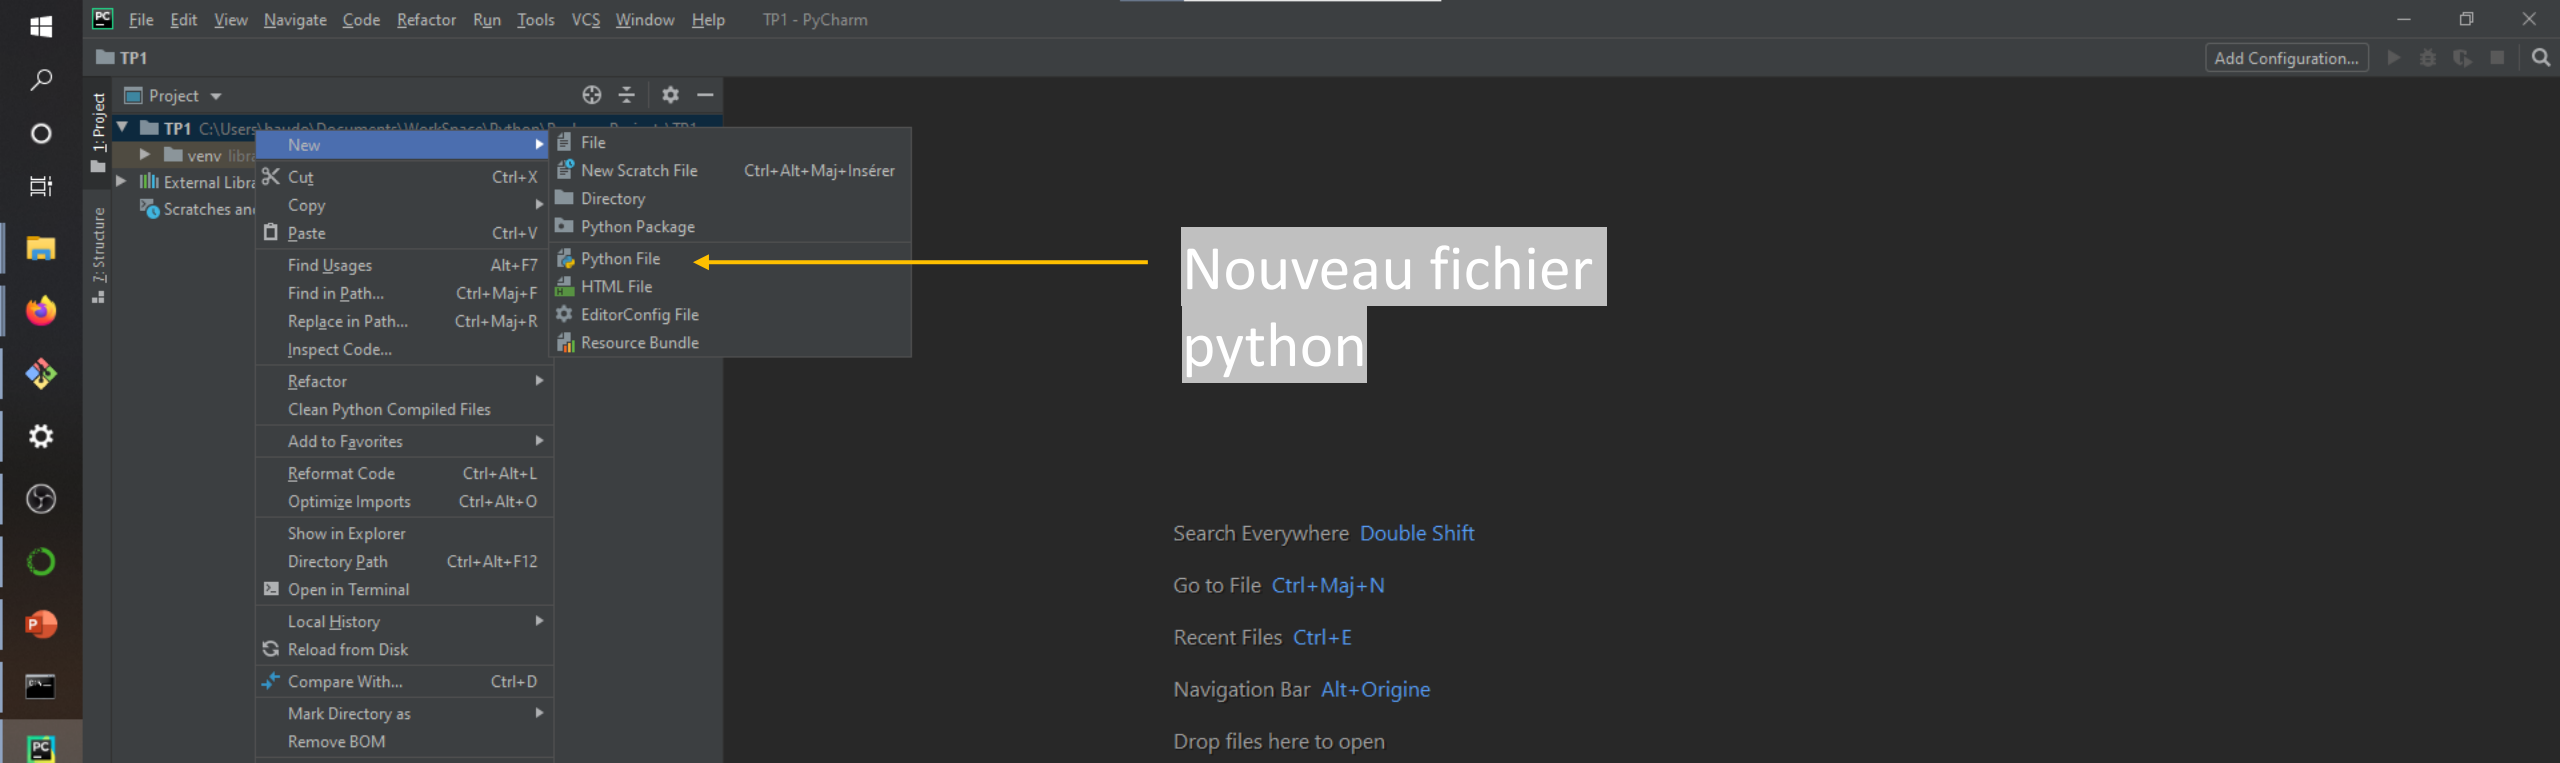 File Edit View Navigate Code Refactor Run Tools VCS Window Help TP1 - PyCharm
TP1 Add Configuration...
1: Project
Project
TP1
venv
External
Scratches
7: Structure
New
Cut Ctrl+X
Copy
Paste Ctrl+V
Find Usages Alt+F7
Find in Path... Ctrl+Maj+F
Replace in Path... Ctrl+Maj+R
Inspect Code...
Refactor
Clean Python Compiled Files
Add to Favorites
Reformat Code Ctrl+Alt+L
Optimize Imports Ctrl+Alt+O
Show in Explorer
Directory Path Ctrl+Alt+F12
Open in Terminal
Local History
Reload from Disk
Compare With... Ctrl+D
Mark Directory as
Remove BOM
File
New Scratch File Ctrl+Alt+Maj+Insérer
Directory
Python Package
Python File
HTML File
EditorConfig File
Resource Bundle
Nouveau fichier
python
Search Everywhere Double Shift
Go to File Ctrl+Maj+N
Recent Files Ctrl+E
Navigation Bar Alt+Origine
Drop files here to open